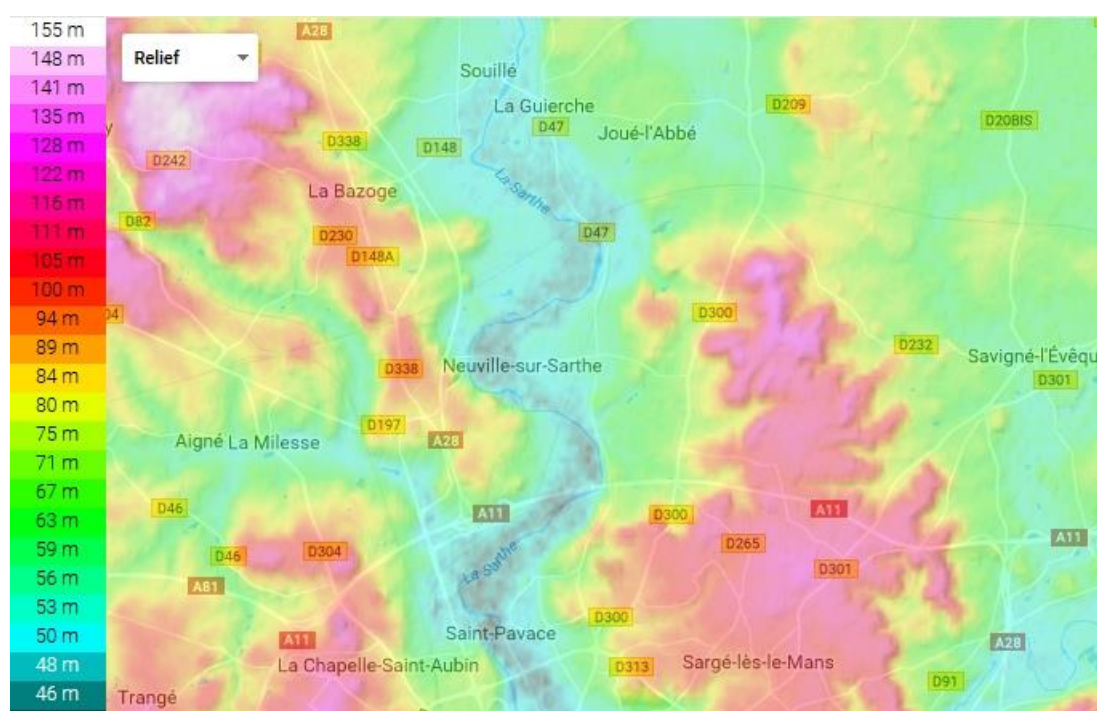 155 m
148 m
141 m
135 m
128 m
122 m
116 m
111 m
105 m
100 m
94 m
89 m
84 m
80 m
75 m
71 m
67 m
63 m
59 m
56 m
53 m
50 m
48 m
46 m
Relief
A28
Souillé
La Guierche
D209
D47
Joué-l'Abbé
D20BIS
D338
D148
D242
La Bazoge
La Sarthe
D82
D230
D47
D148A
04
D300
D232
Neuville-sur-Sarthe
Savigné-l'Évêqu
D338
D301
D197
Aigné La Milesse
A28
D46
A11
D300
A11
D265
A11
D46
D304
D301
La Sarthe
A81
D300
Saint-Pavace
A11
A28
La Chapelle-Saint-Aubin
D313
Sargé-lès-le-Mans
D91
Trangé